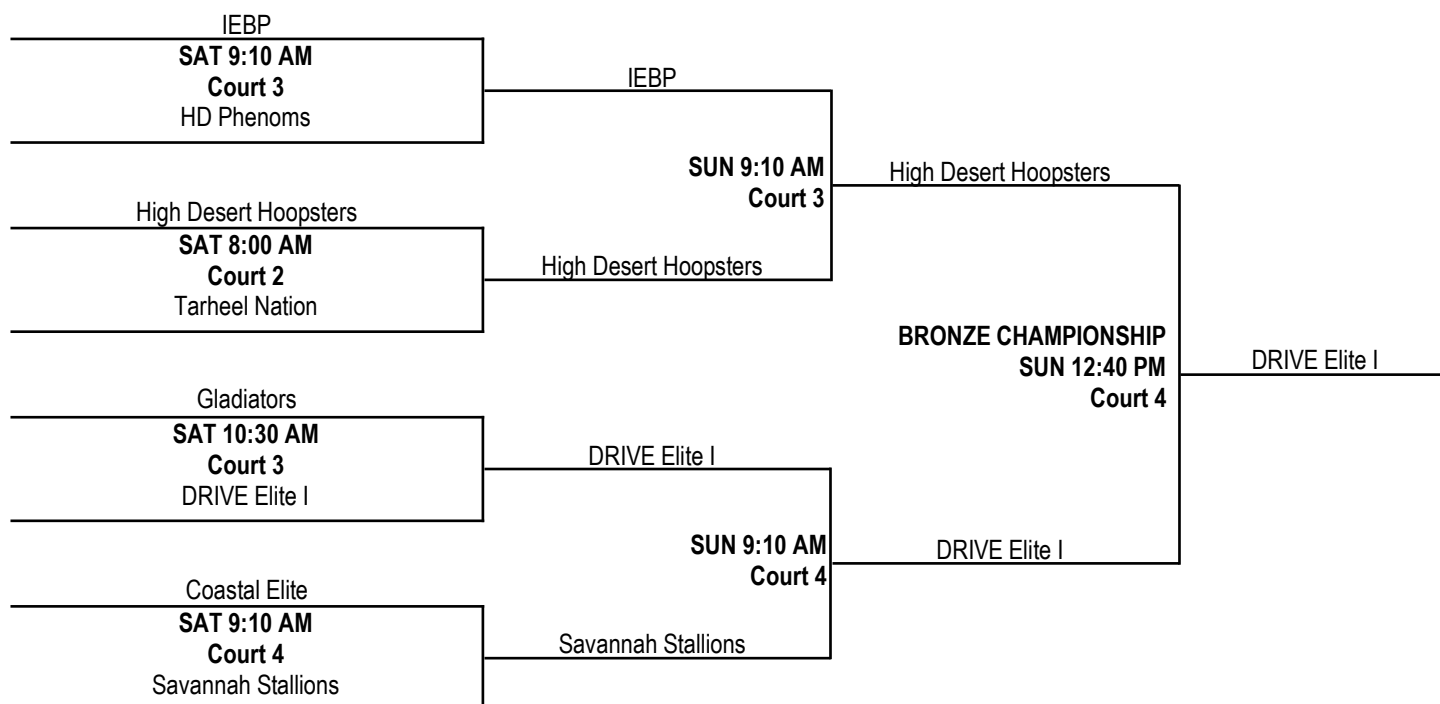 IEBP
SAT 9:10 AM
Court 3
HD Phenoms
High Desert Hoopsters
SAT 8:00 AM
Court 2
Tarheel Nation
Gladiators
SAT 10:30 AM
Court 3
DRIVE Elite I
Coastal Elite
SAT 9:10 AM
Court 4
Savannah Stallions
IEBP
SUN 9:10 AM
Court 3
High Desert Hoopsters
DRIVE Elite I
SUN 9:10 AM
Court 4
Savannah Stallions
High Desert Hoopsters
BRONZE CHAMPIONSHIP
SUN 12:40 PM
Court 4
DRIVE Elite I
DRIVE Elite I